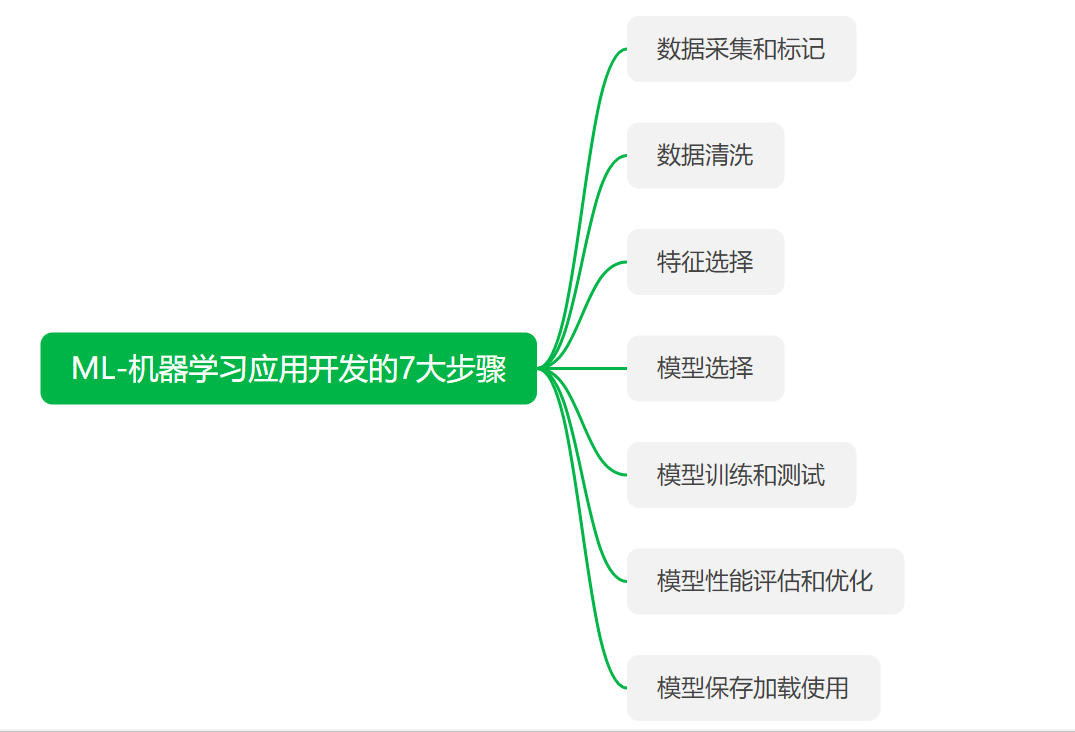 数据采集和标记
数据清洗
特征选择
ML-机器学习应用开发的7大步骤
模型选择
模型训练和测试
模型性能评估和优化
模型保存加载使用